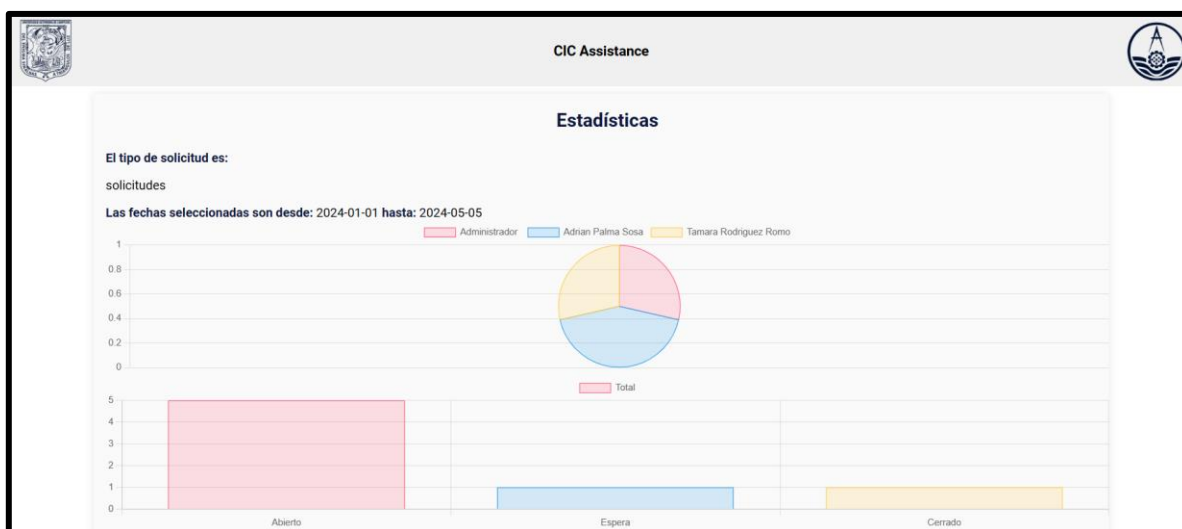 CIC Assistance
Estadísticas
El tipo de solicitud es:
solicitudes
Las fechas seleccionadas son desde: 2024-01-01 hasta: 2024-05-05
Administrador Adrian Palma Sosa Tamara Rodriguez Romo
1
0.8
0.6
0.4
0.2
0
Total
5
4
3
2
1
0
Abierto Espera Cerrado